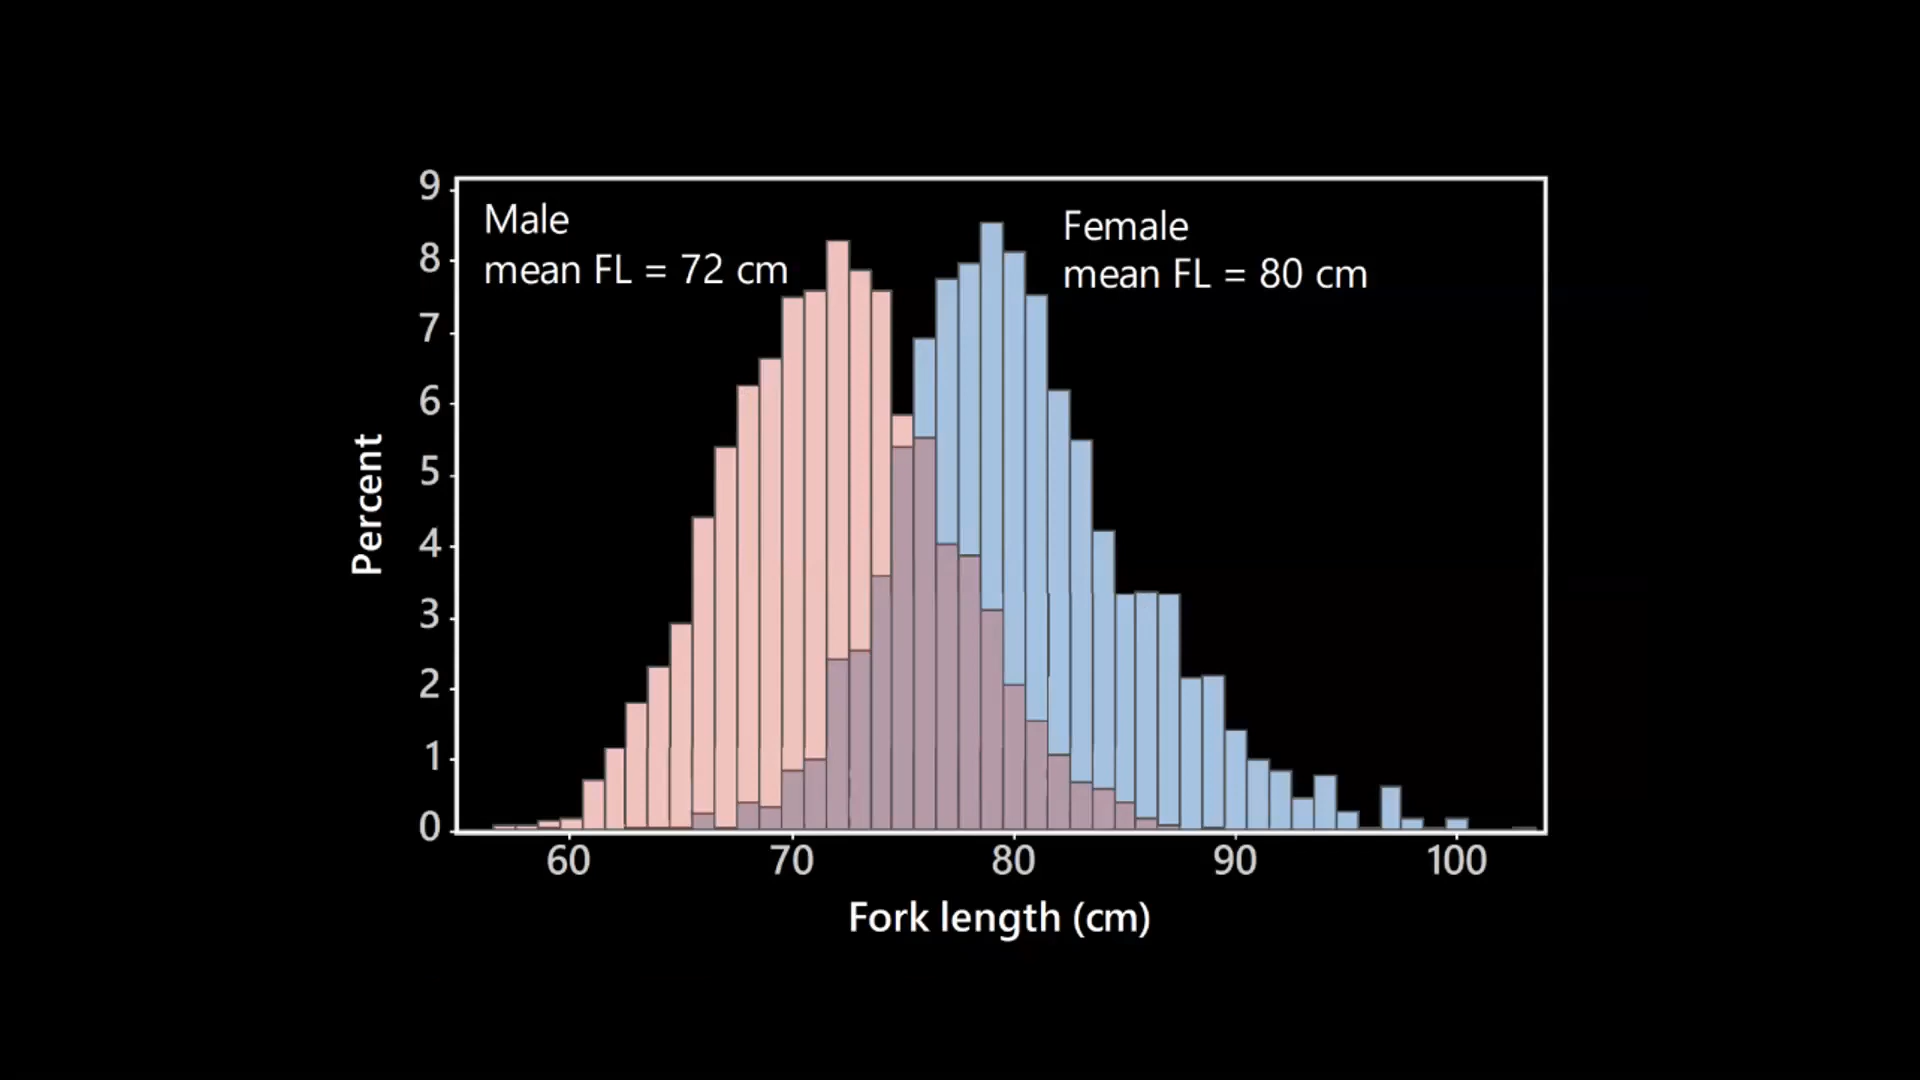 Male
mean FL = 72 cm
Female
mean FL = 80 cm
Percent
9
8
7
6
5
4
3
2
1
0
60 70 80 90 100
Fork length (cm)